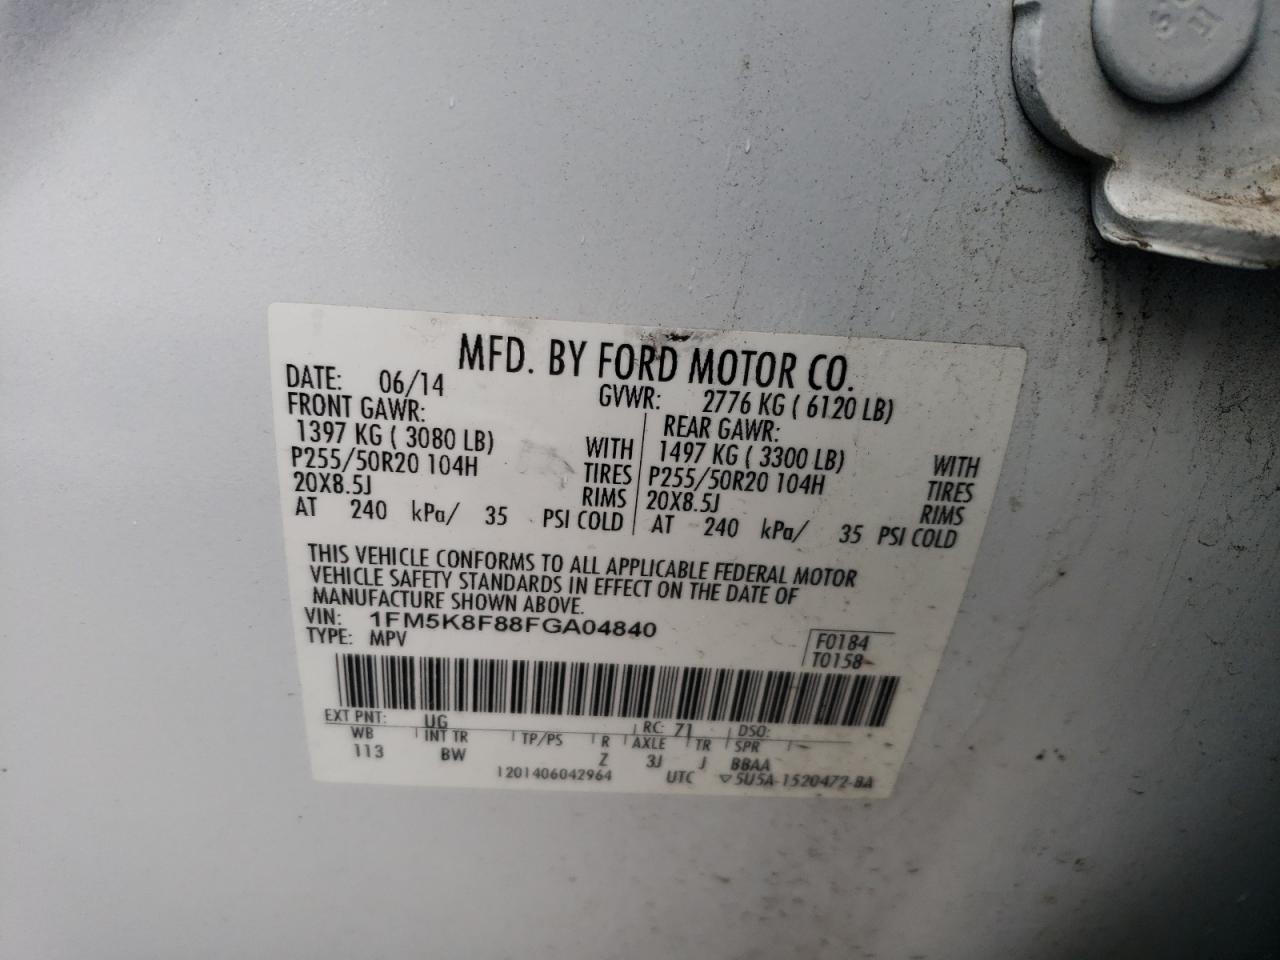 MFD. BY FORD MOTOR CO.
DATE: 06/14 GVWR: 2776 KG ( 6120 LB)
FRONT GAWR: REAR GAWR:
1397 KG ( 3080 LB) WITH 1497 KG ( 3300 LB) WITH
P255/50R20 104H TIRES P255/50R20 104H TIRES
20X8.5J RIMS 20X8.5J RIMS
AT 240 kPa/ 35 PSI COLD AT 240 kPa/ 35 PSI COLD
THIS VEHICLE CONFORMS TO ALL APPLICABLE FEDERAL MOTOR
VEHICLE SAFETY STANDARDS IN EFFECT ON THE DATE OF
MANUFACTURE SHOWN ABOVE.
VIN: 1FM5K8F88FGA04840
TYPE: MPV
F0184
T0158
EXT PNT: UG RC: 71 DSO:
WB INT TR TP/PS R AXLE TR SPR
113 BW Z 3J J BBAA
1201406042964 UTC ▽5U5A-1520472-BA